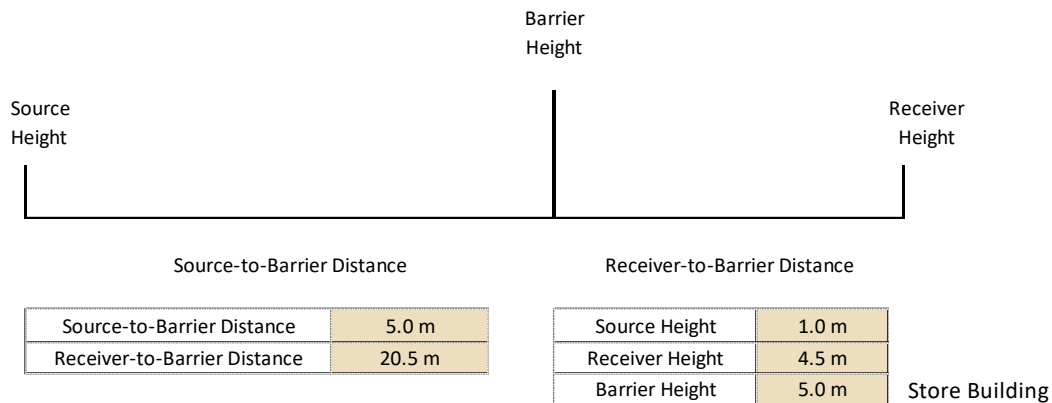 Barrier
Height
Source
Height
Receiver
Height
Source-to-Barrier Distance
Receiver-to-Barrier Distance
Source-to-Barrier Distance 5.0 m
Receiver-to-Barrier Distance 20.5 m
Source Height 1.0 m
Receiver Height 4.5 m
Barrier Height 5.0 m Store Building